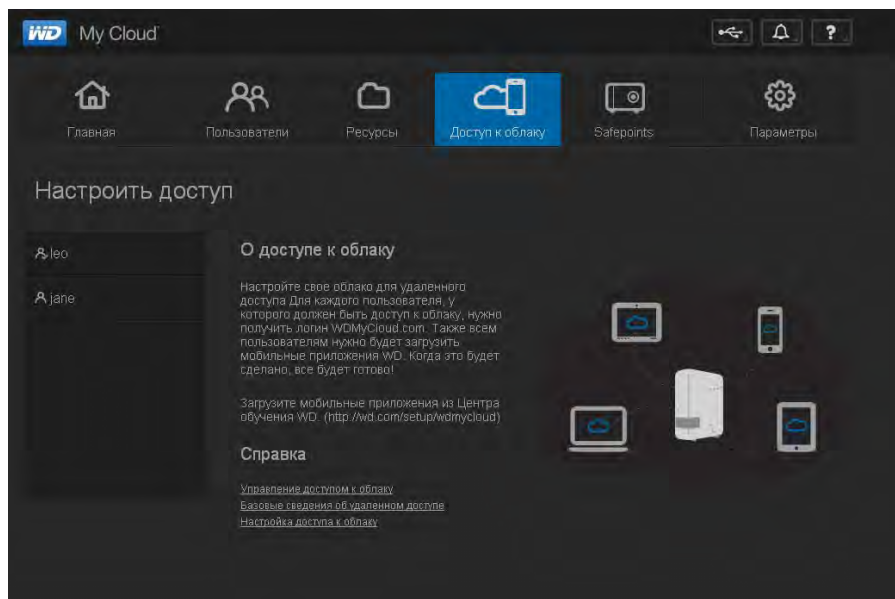 WD My Cloud
?
Главная
Пользователи
Ресурсы
Доступ к облаку
Safepoints
Параметры
Настроить доступ
leo
jane
О доступе к облаку
Настройте свое облако для удаленного
доступа Для каждого пользователя, у
которого должен быть доступ к облаку, нужно
получить логин WDMyCloud.com. Также всем
пользователям нужно будет загрузить
мобильные приложения WD. Когда это будет
сделано, все будет готово!
Загрузите мобильные приложения из Центра
обучения WD. (http://wd.com/setup/wdmycloud)
Справка
Управление доступом к облаку
Базовые сведения об удаленном доступе
Настройка доступа к облаку